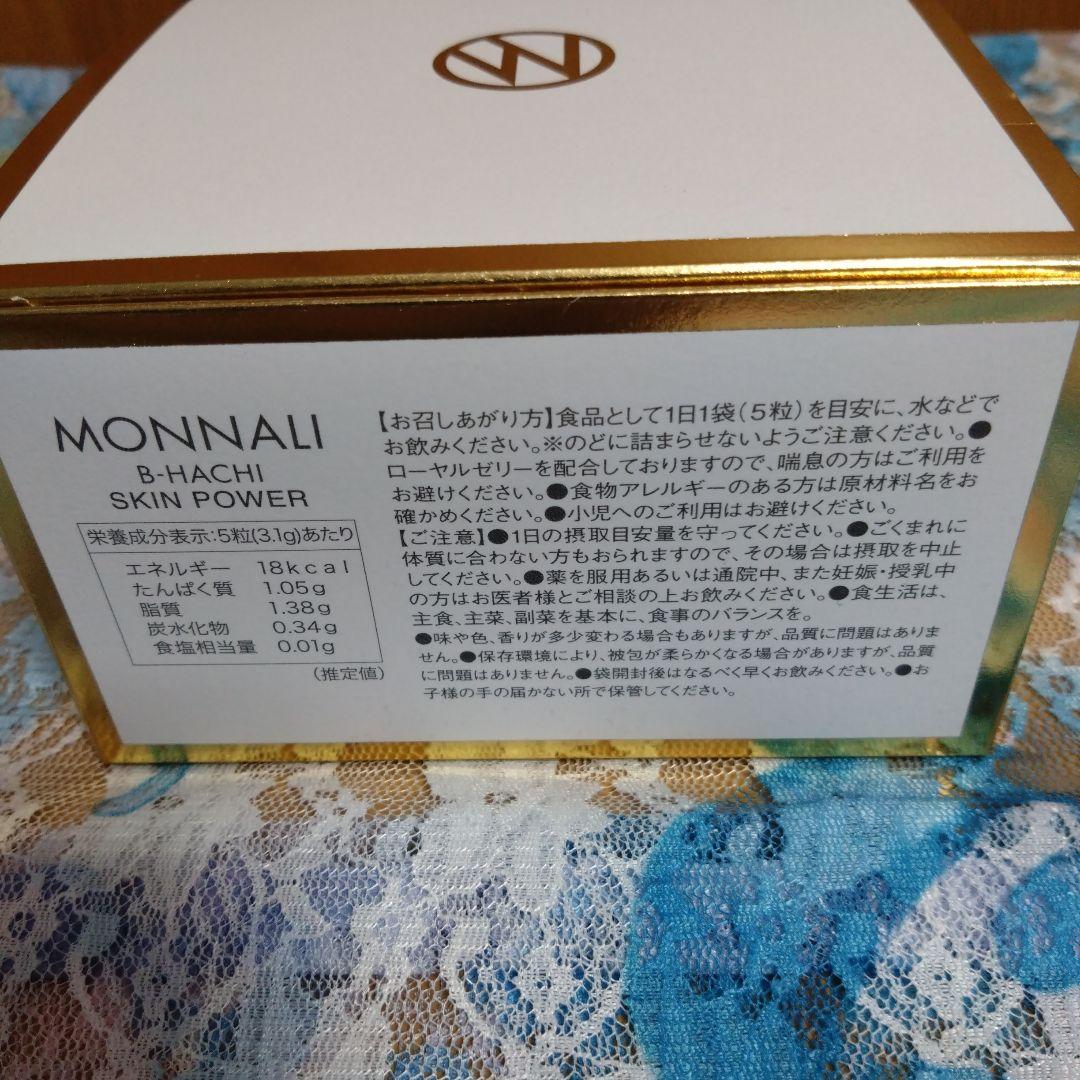 W
MONNALI
B-HACHI
SKIN POWER
栄養成分表示:5粒(3.1g)あたり
エネルギー 18kcal
たんぱく質 1.05g
脂質 1.38g
炭水化物 0.34g
食塩相当量 0.01g
(推定値)
【お召しあがり方】食品として1日1袋(5粒)を目安に、水などで
お飲みください。※のどに詰まらせないようご注意ください。●
ローヤルゼリーを配合しておりますので、喘息の方はご利用を
お避けください。●食物アレルギーのある方は原材料名をお
確かめください。●小児へのご利用はお避けください。
【ご注意】●1日の摂取目安量を守ってください。●ごくまれに
体質に合わない方もおられますので、その場合は摂取を中止
してください。●薬を服用あるいは通院中、また妊娠・授乳中
の方はお医者様とご相談の上お飲みください。●食生活は、
主食、主菜、副菜を基本に、食事のバランスを。
●味や色、香りが多少変わる場合もありますが、品質に問題はありま
せん。●保存環境により、被包が柔らかくなる場合がありますが、品質
に問題はありません。●袋開封後はなるべく早くお飲みください。●お
子様の手の届かない所で保管してください。